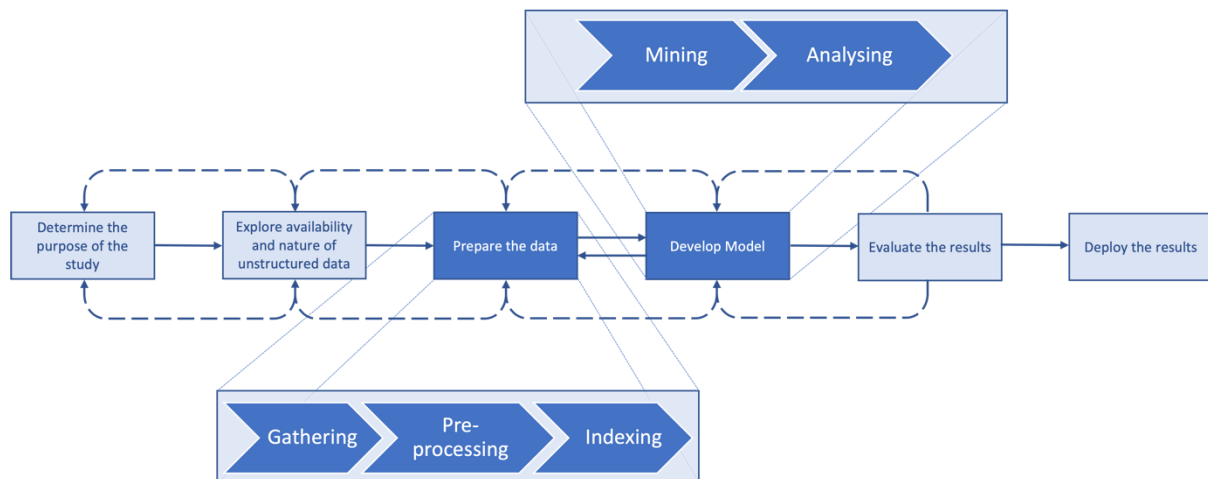 Mining
Analysing
Determine the
purpose of the
study
Explore availability
and nature of
unstructured data
Prepare the data
Develop Model
Evaluate the results
Deploy the results
Gathering
Pre-
processing
Indexing